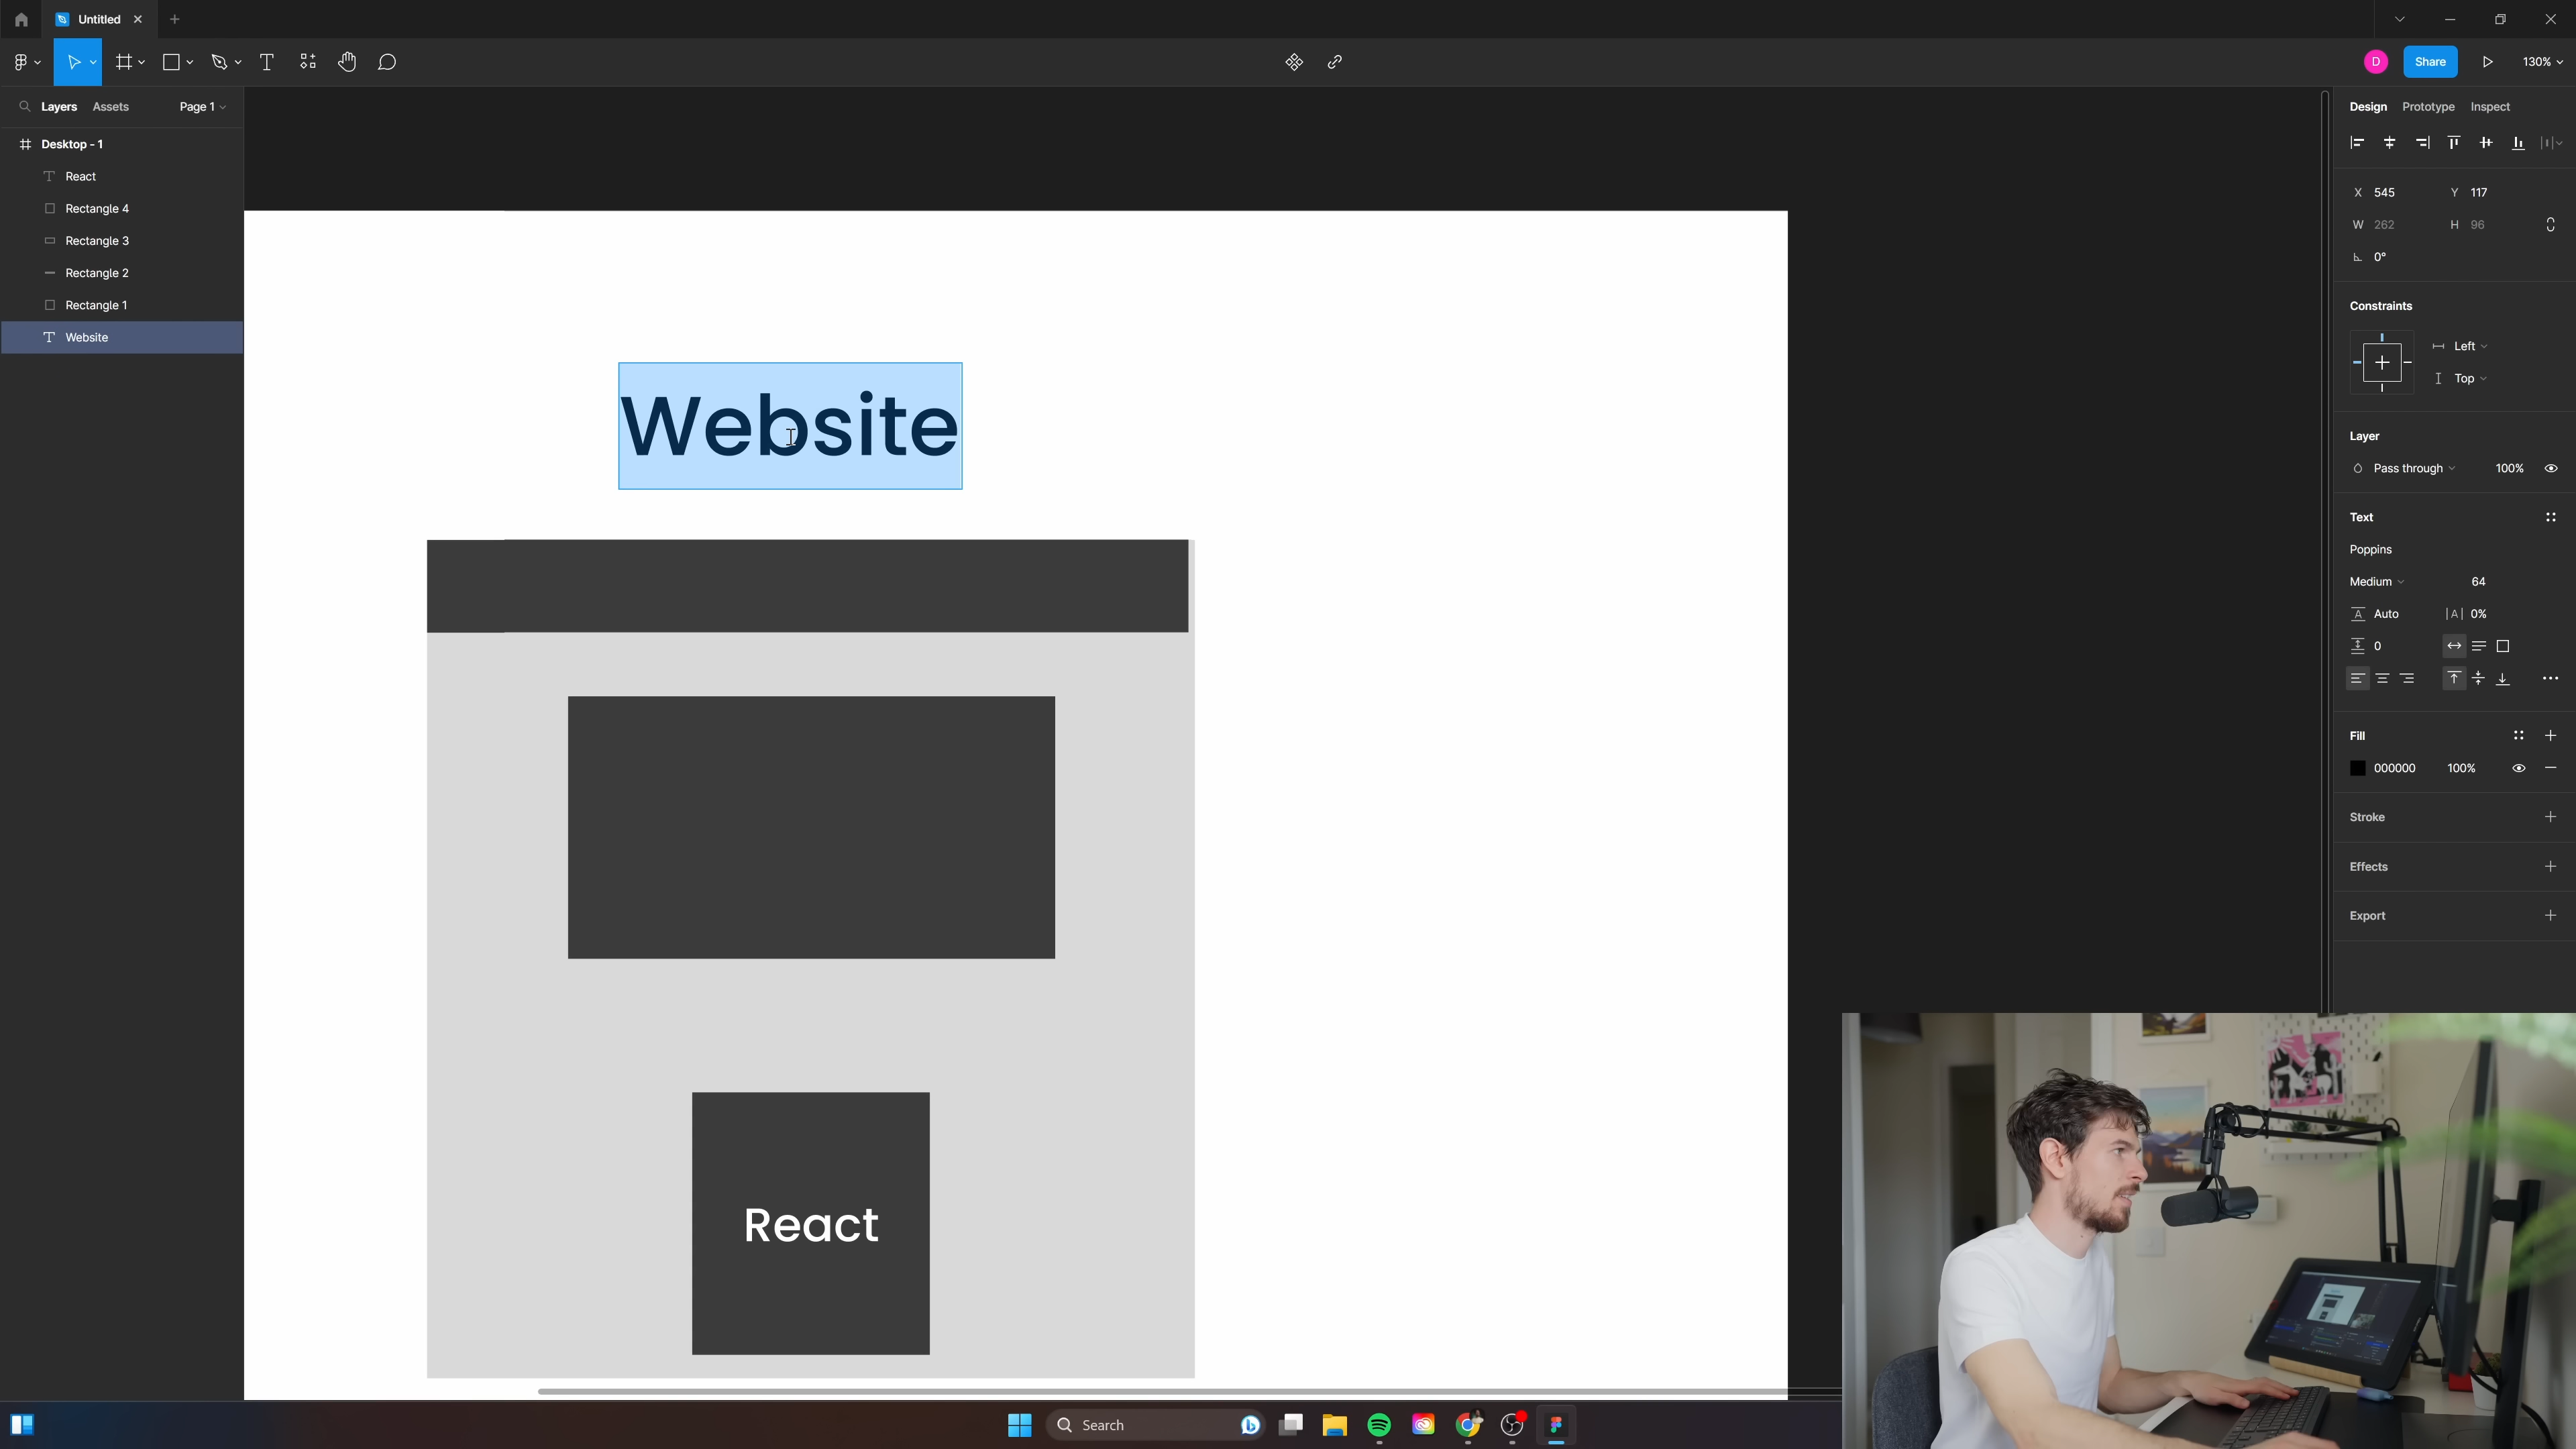 Untitled
D
Share
130%
Layers
Assets
Page 1
Design
Prototype
Inspect
Desktop - 1
React
Rectangle 4
Rectangle 3
Rectangle 2
Rectangle 1
Website
X 545
Y 117
W 262
H 96
0°
Constraints
Left
Top
Layer
Pass through
100%
Text
Poppins
Medium
64
A Auto
|A| 0%
0
Fill
000000
100%
Stroke
Effects
Export
Website
React
Search